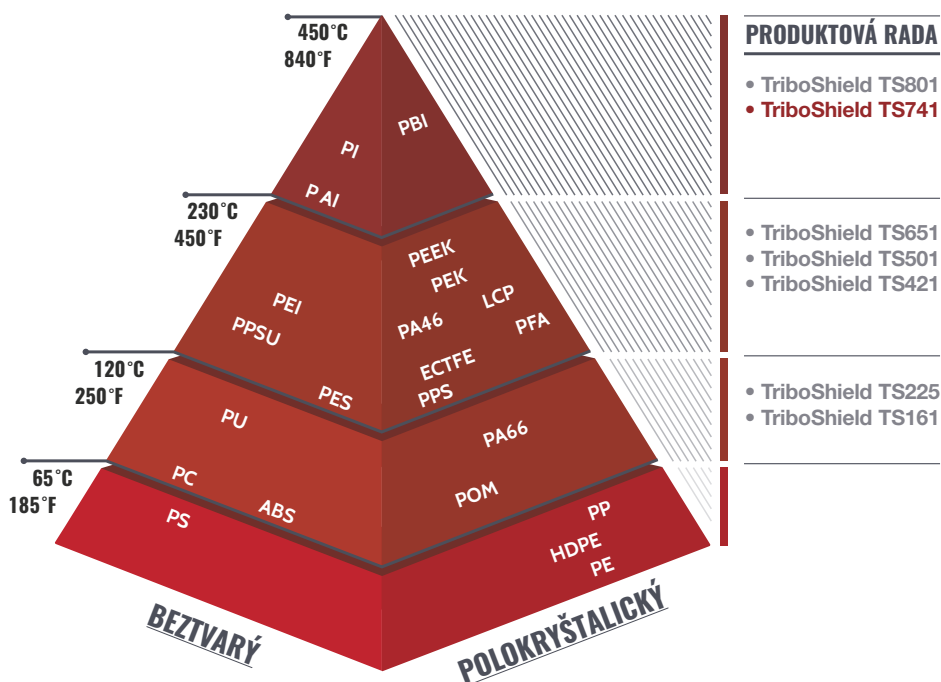 450°C
840°F
PRODUKTOVÁ RADA
• TriboShield TS801
• TriboShield TS741
PBI
PI
P AI
230°C
450°F
• TriboShield TS651
• TriboShield TS501
• TriboShield TS421
PEEK
PEK
LCP
PEI
PPSU
PA46
PFA
ECTFE
PES
PPS
120°C
250°F
• TriboShield TS225
• TriboShield TS161
PU
PA66
PC
ABS
POM
65°C
185°F
PS
PP
HDPE
PE
BEZTVARÝ
POLOKRYŠTALICKÝ